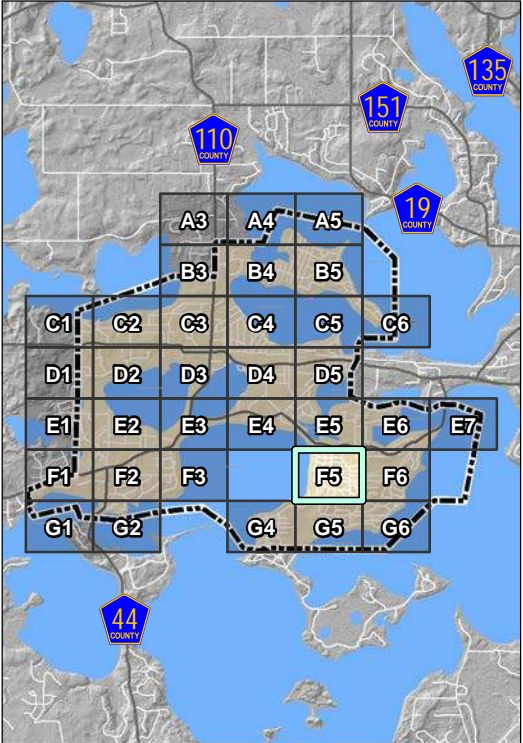 135
COUNTY
151
COUNTY
110
COUNTY
19
COUNTY
A3 A4 A5
B3 B4 B5
C1 C2 C3 C4 C5 C6
D1 D2 D3 D4 D5
E1 E2 E3 E4 E5 E6 E7
F1 F2 F3 F5 F6
G1 G2 G4 G5 G6
44
COUNTY